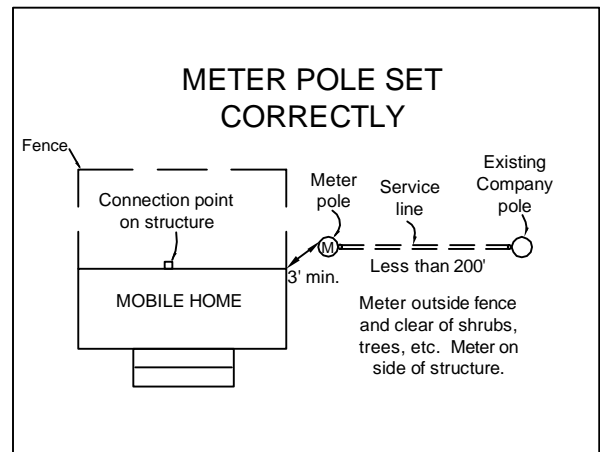 METER POLE SET
CORRECTLY
Fence
Connection point
on structure
Meter
pole
Service
line
Existing
Company
pole
M
3' min.
Less than 200'
MOBILE HOME
Meter outside fence
and clear of shrubs,
trees, etc. Meter on
side of structure.